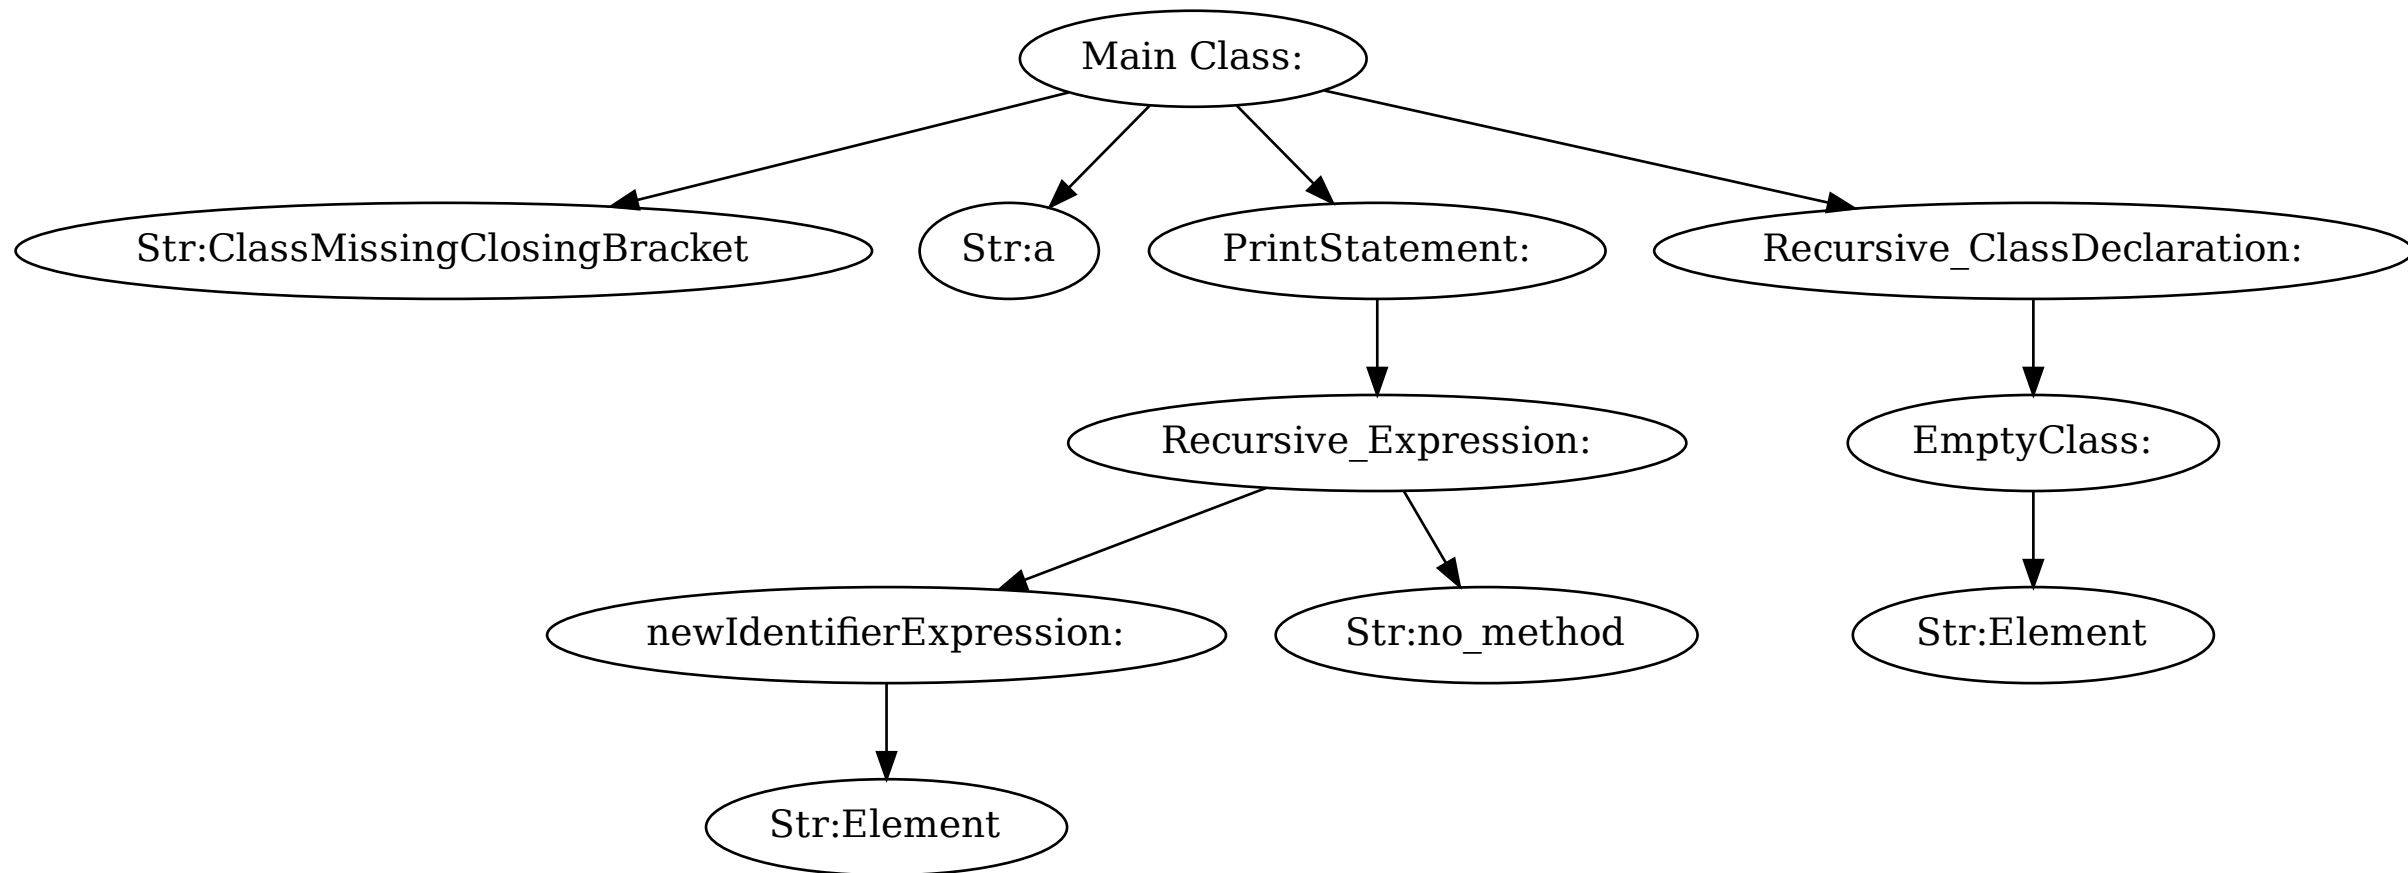 Main Class:
Str:ClassMissingClosingBracket
Str:a
PrintStatement:
Recursive_ClassDeclaration:
Recursive_Expression:
EmptyClass:
newIdentifierExpression:
Str:no_method
Str:Element
Str:Element